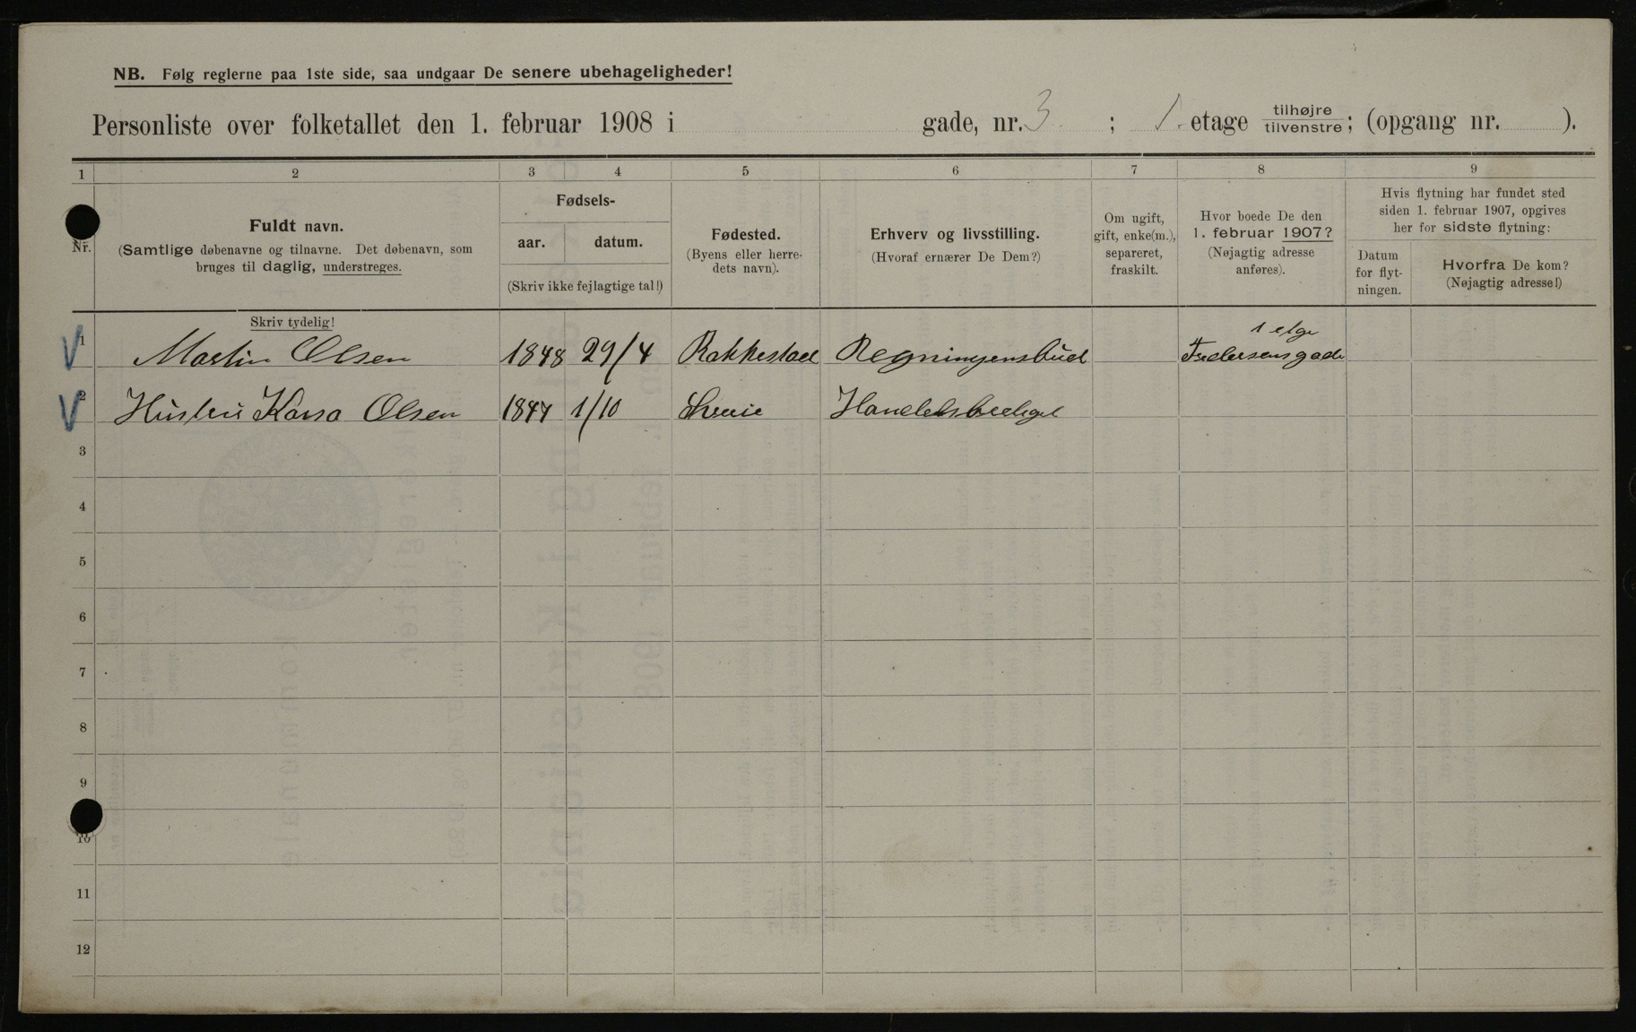 NB. Følg reglerne paa 1ste side, saa undgaar De senere ubehageligheder!
Personliste over folketallet den 1. februar 1908 i gade, nr. 3 ; 1. etage tilhøjre tilvenstre; (opgang nr. ).
1 2 3 4 5 6 7 8 9
Nr.
Fuldt navn.
(Samtlige døbenavne og tilnavne. Det døbenavn, som
bruges til daglig, understreges.
Fødsels-
aar. datum.
(Skriv ikke fejlagtige tal!)
Fødested.
(Byens eller herre-
dets navn).
Erhverv og livsstilling.
(Hvoraf ernærer De Dem?)
Om ugift,
gift, enke(m.),
separeret,
fraskilt.
Hvor boede De den
1. februar 1907?
(Nøjagtig adresse
anføres).
Hvis flytning har fundet sted
siden 1. februar 1907, opgives
her for sidste flytning:
Datum
for flyt-
ningen.
Hvorfra De kom?
(Nøjagtig adresse!)
Skriv tydelig!
1 etge
1 Martin Olsen 1848 29/4 Rakkestad Regningensbud
2 Hustru Olsen 1847 1/10
3
4
5
6
7
8
9
10
11
12